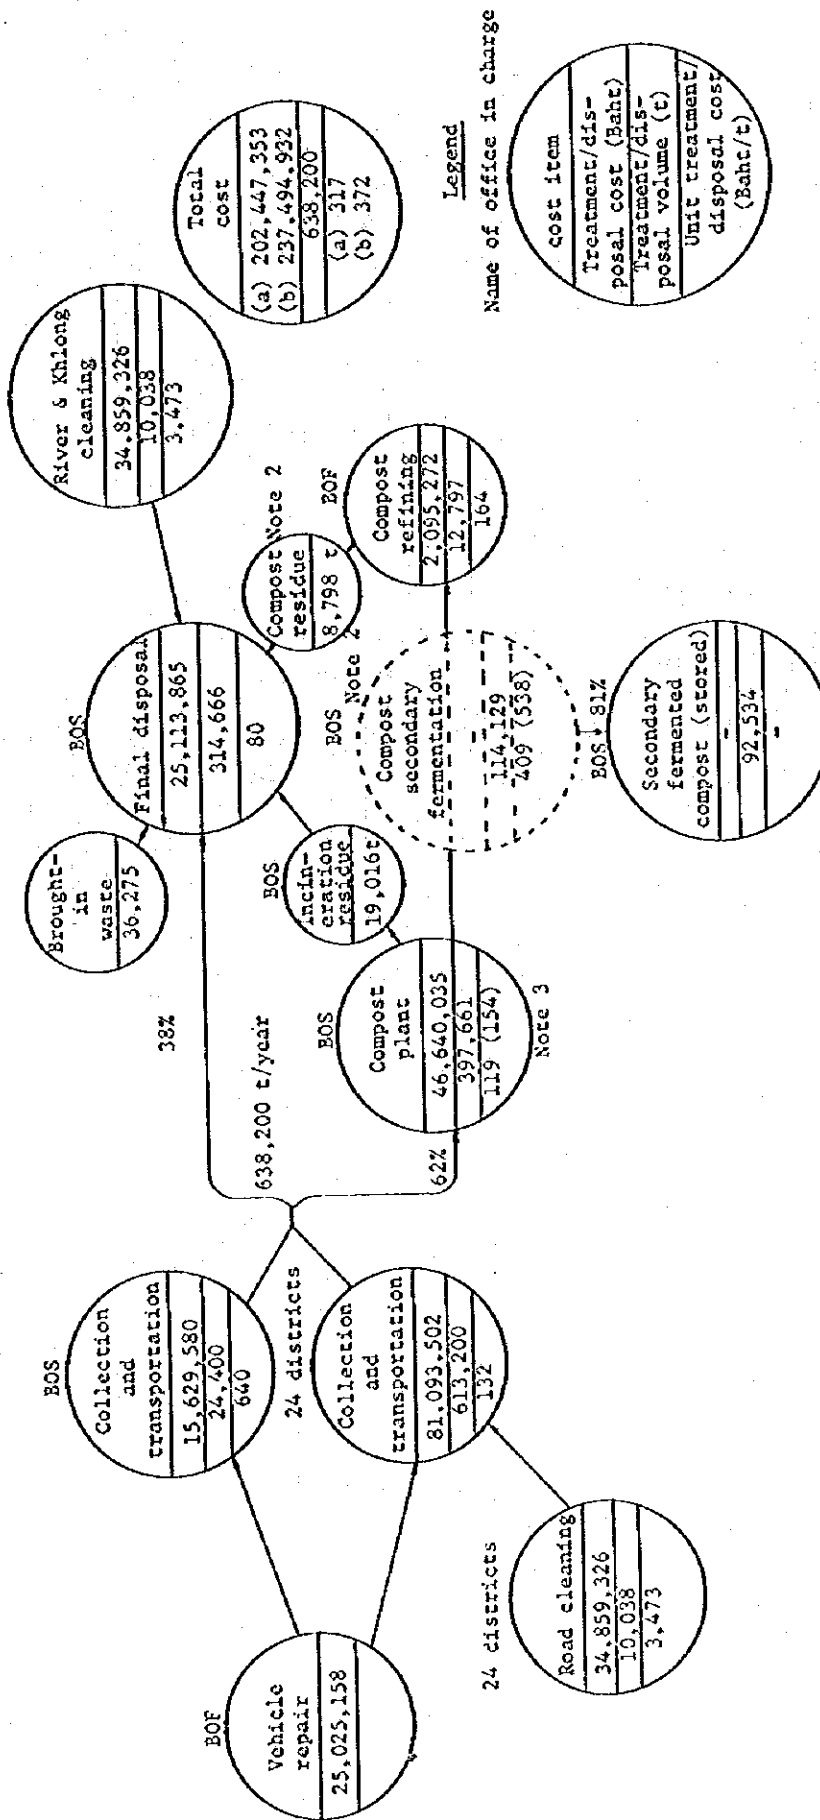 BOF
Vehicle
repair
25,025,158
24 districts
Road cleaning
34,859,326
10,038
3,473
BOS
Collection
and
transportation
15,629,580
24,400
640
24 districts
Collection
and
transportation
81,093,502
613,200
132
638,200 t/year
38%
62%
Brought-
in
waste
36,275
BOS
Final disposal
25,113,865
314,666
80
BOS
Compost
plant
46,640,035
397,661
119 (154)
Note 3
BOS
Incin-
eration
residue
19,016t
BOS
Note 2
Compost
secondary
fermentation
-
114,129
409 (538)
BOS 81%
Secondary
fermented
compost (stored)
-
92,534
-
Compost
residue
8,798 t
Note 2
BOF
Compost
refining
2,095,272
12,797
164
River & Khlong
cleaning
34,859,326
10,038
3,473
Total
cost
(a) 202,447,353
(b) 237,494,932
638,200
(a) 317
(b) 372
Legend
Name of office in charge
cost item
Treatment/dis-
posal cost (Baht)
Treatment/dis-
posal volume (t)
Unit treatment/
disposal cost
(Baht/t)